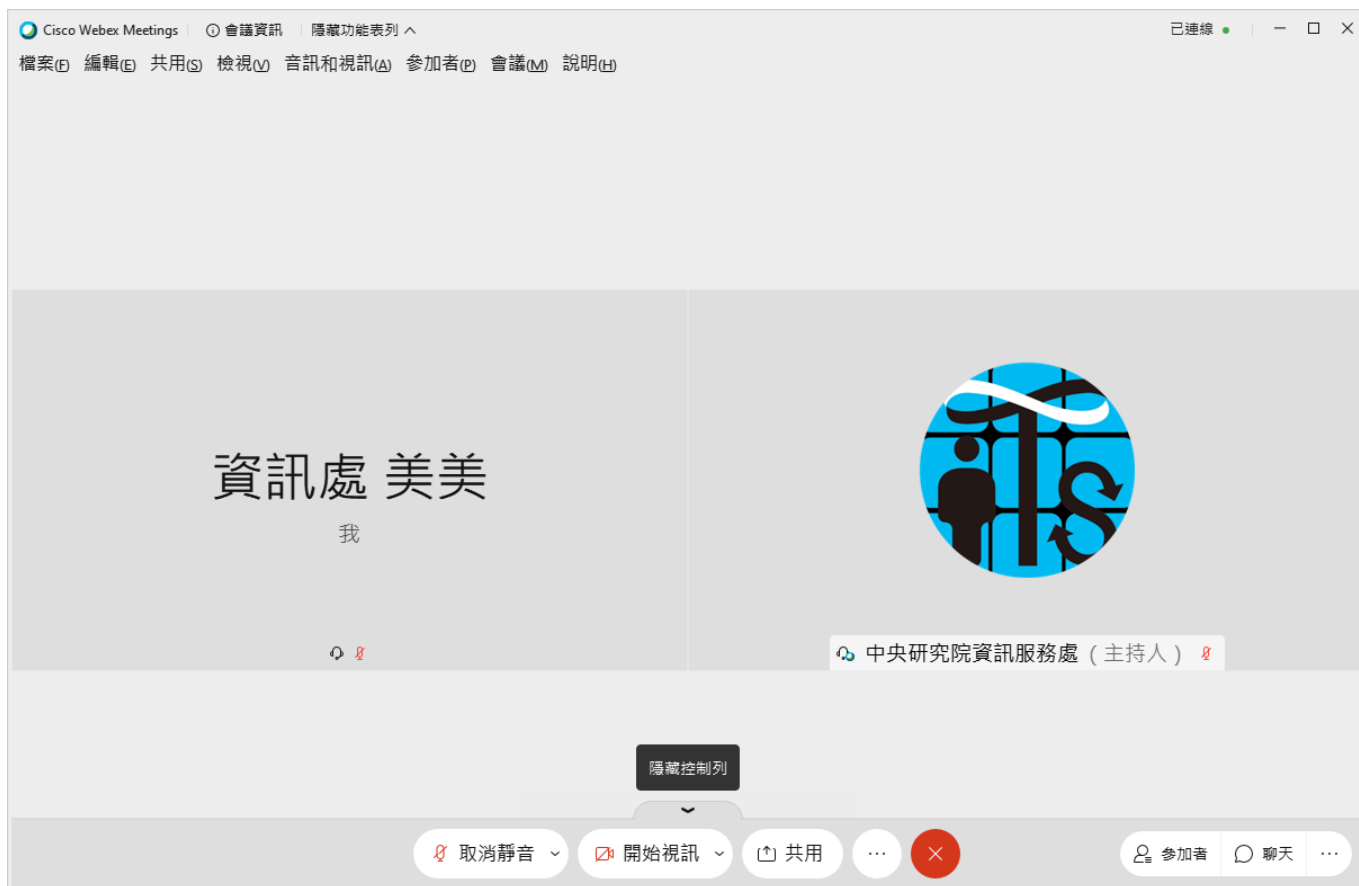 Cisco Webex Meetings 會議資訊 隱藏功能表列 已連線
檔案(F) 編輯(E) 共用(S) 檢視(V) 音訊和視訊(A) 參加者(P) 會議(M) 說明(H)
資訊處 美美
我
中央研究院資訊服務處 (主持人)
隱藏控制列
取消靜音 開始視訊 共用 ... 參加者 聊天 ...